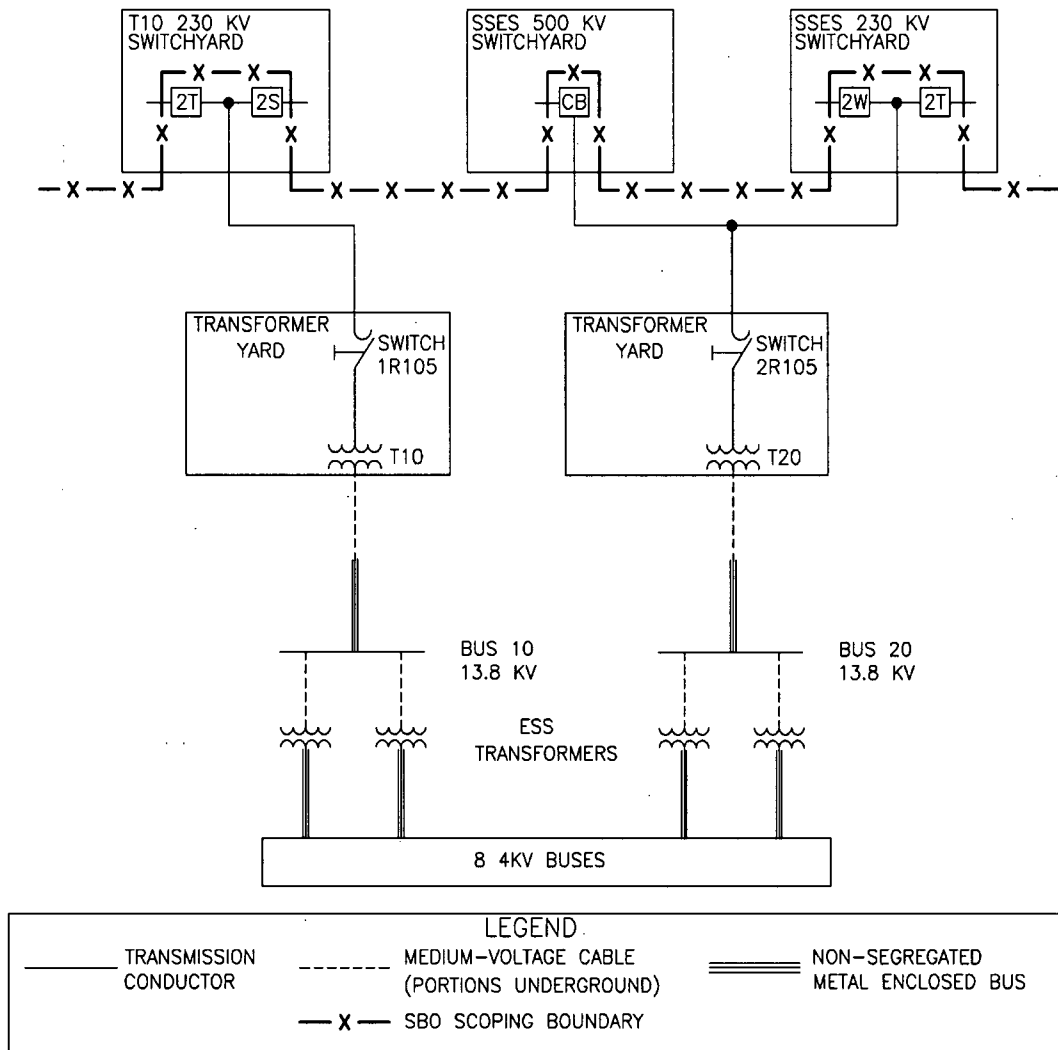 T10 230 KV
SWITCHYARD
SSES 500 KV
SWITCHYARD
SSES 230 KV
SWITCHYARD
X X
2T 2S
X X
X
CB
X X
X X
2W 2T
X X
X X X X X X X X X X
TRANSFORMER
YARD
SWITCH
1R105
T10
TRANSFORMER
YARD
SWITCH
2R105
T20
BUS 10
13.8 KV
BUS 20
13.8 KV
ESS
TRANSFORMERS
8 4KV BUSES
LEGEND
TRANSMISSION
CONDUCTOR
MEDIUM-VOLTAGE CABLE
(PORTIONS UNDERGROUND)
NON-SEGREGATED
METAL ENCLOSED BUS
X SBO SCOPING BOUNDARY